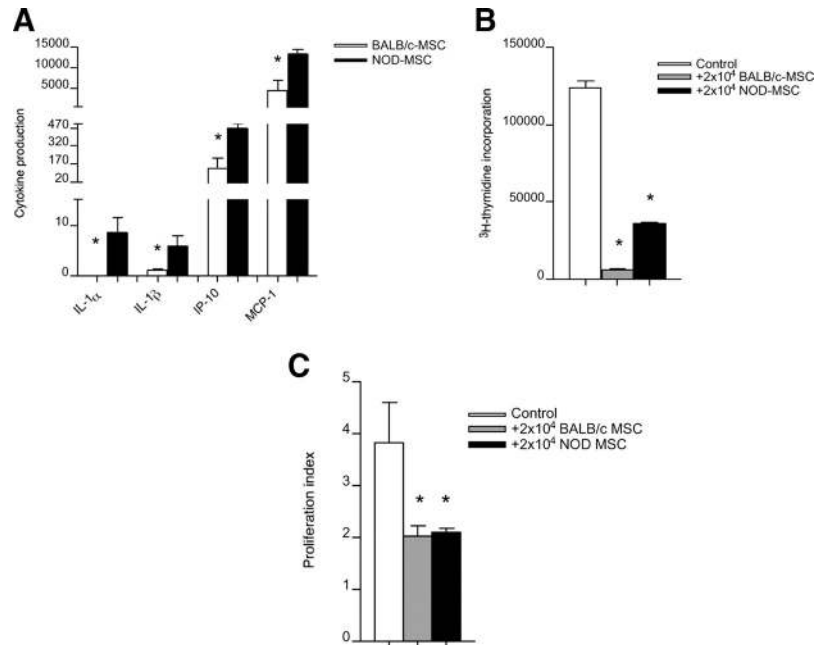 A
Cytokine production
15000
10000
5000
470
320
170
20
10
0
*
*
*
*
IL-1α
IL-1β
IP-10
MCP-1
BALB/c-MSC
NOD-MSC
B
³H-thymidine incorporation
150000
100000
50000
0
*
*
Control
+2x10⁴ BALB/c-MSC
+2x10⁴ NOD-MSC
C
Proliferation index
5
4
3
2
1
0
*
*
Control
+2x10⁴ BALB/c MSC
+2x10⁴ NOD MSC